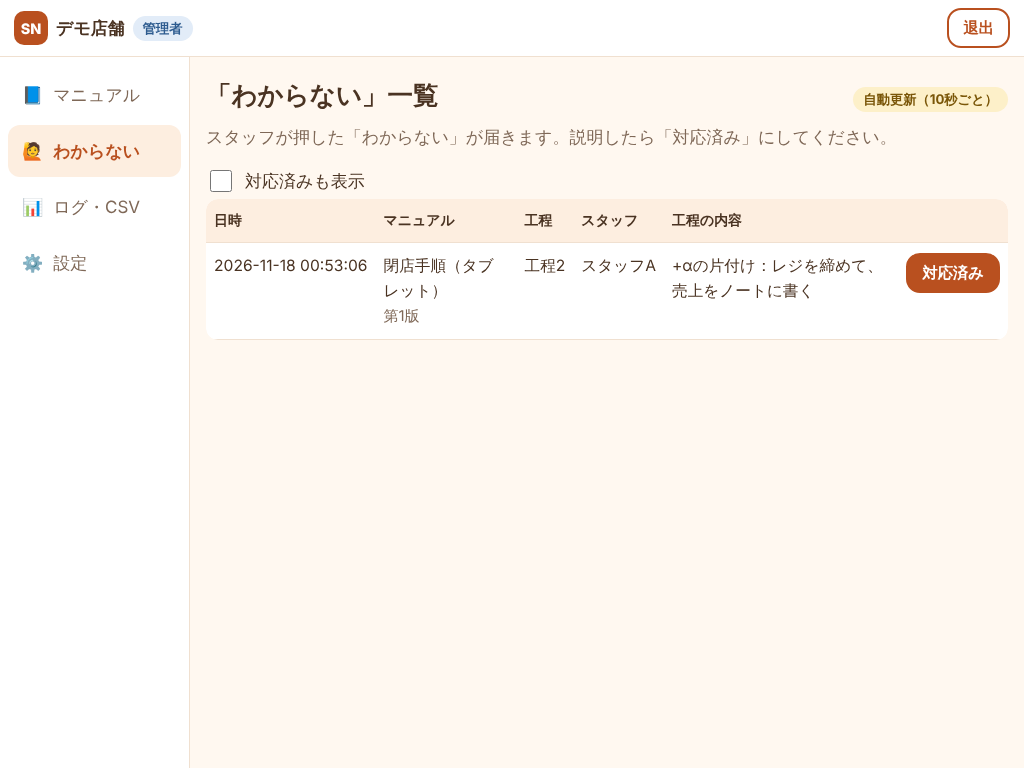 SN デモ店舗 管理者 退出
マニュアル
わからない
ログ・CSV
設定
「わからない」一覧
自動更新（10秒ごと）
スタッフが押した「わからない」が届きます。説明したら「対応済み」にしてください。
対応済みも表示
日時 マニュアル 工程 スタッフ 工程の内容
2026-11-18 00:53:06 閉店手順（タブ 工程2 スタッフA +αの片付け：レジを締めて、 対応済み
レット） 売上をノートに書く
第1版